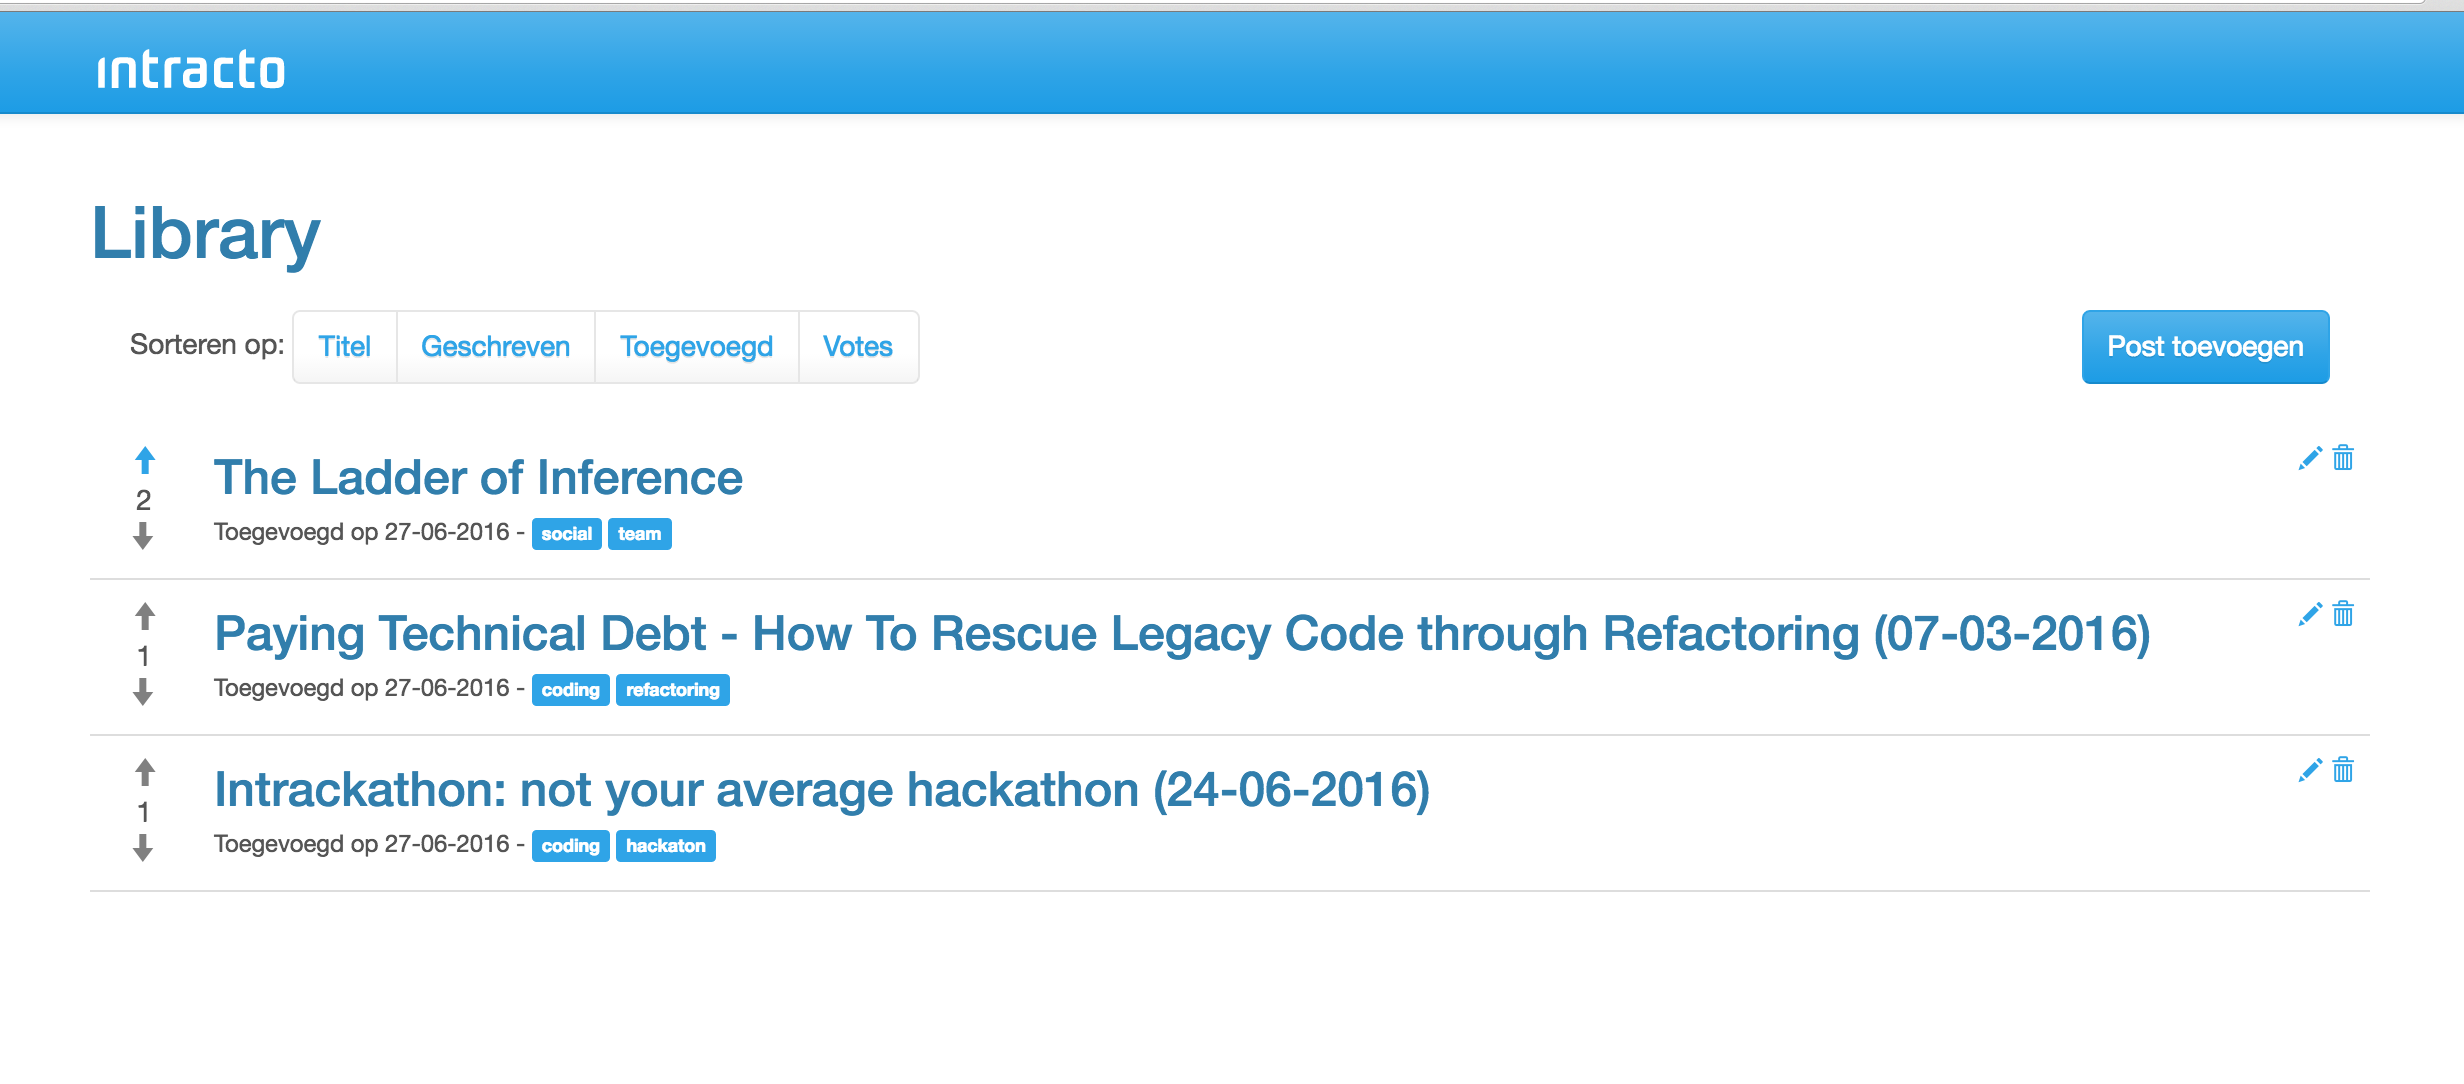 intracto
Library
Sorteren op: Titel Geschreven Toegevoegd Votes Post toevoegen
The Ladder of Inference
2
Toegevoegd op 27-06-2016 - social team
Paying Technical Debt - How To Rescue Legacy Code through Refactoring (07-03-2016)
1
Toegevoegd op 27-06-2016 - coding refactoring
Intrackathon: not your average hackathon (24-06-2016)
1
Toegevoegd op 27-06-2016 - coding hackaton